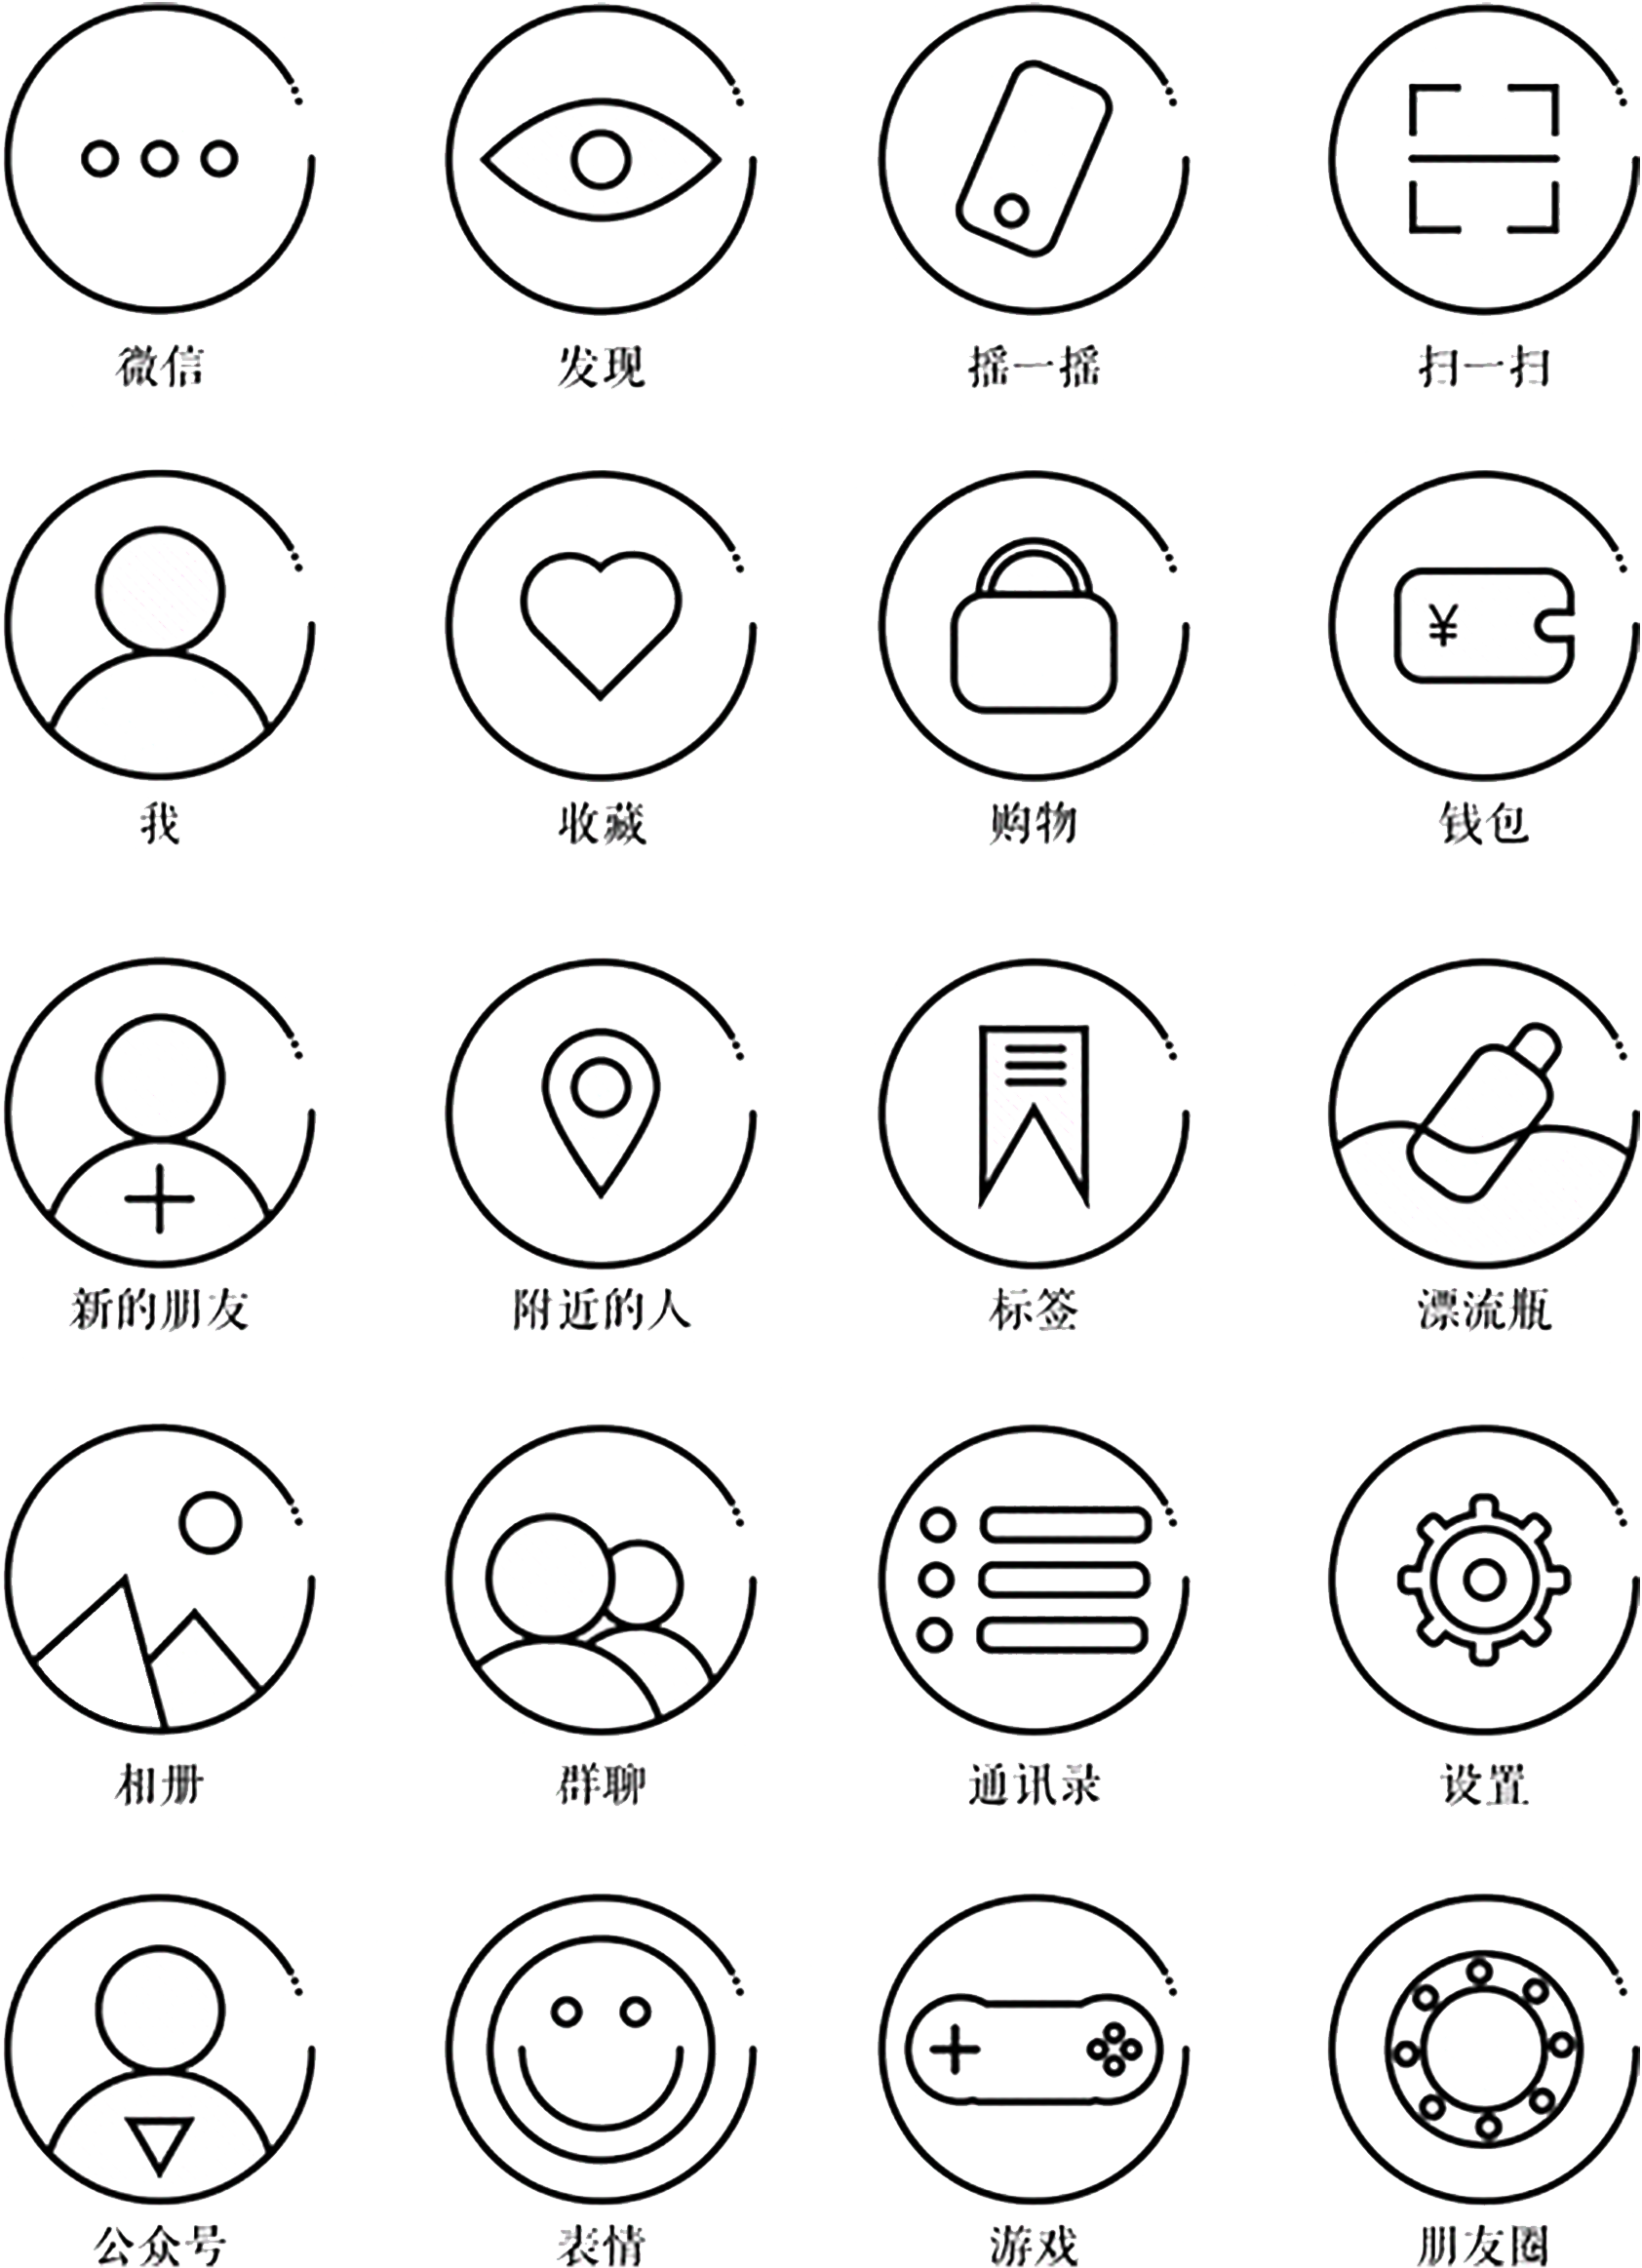 微信 发现 摇一摇 扫一扫
我 收藏 购物 ¥ 钱包
新的朋友 附近的人 标签 漂流瓶
相册 群聊 通讯录 设置
公众号 表情 游戏 朋友圈